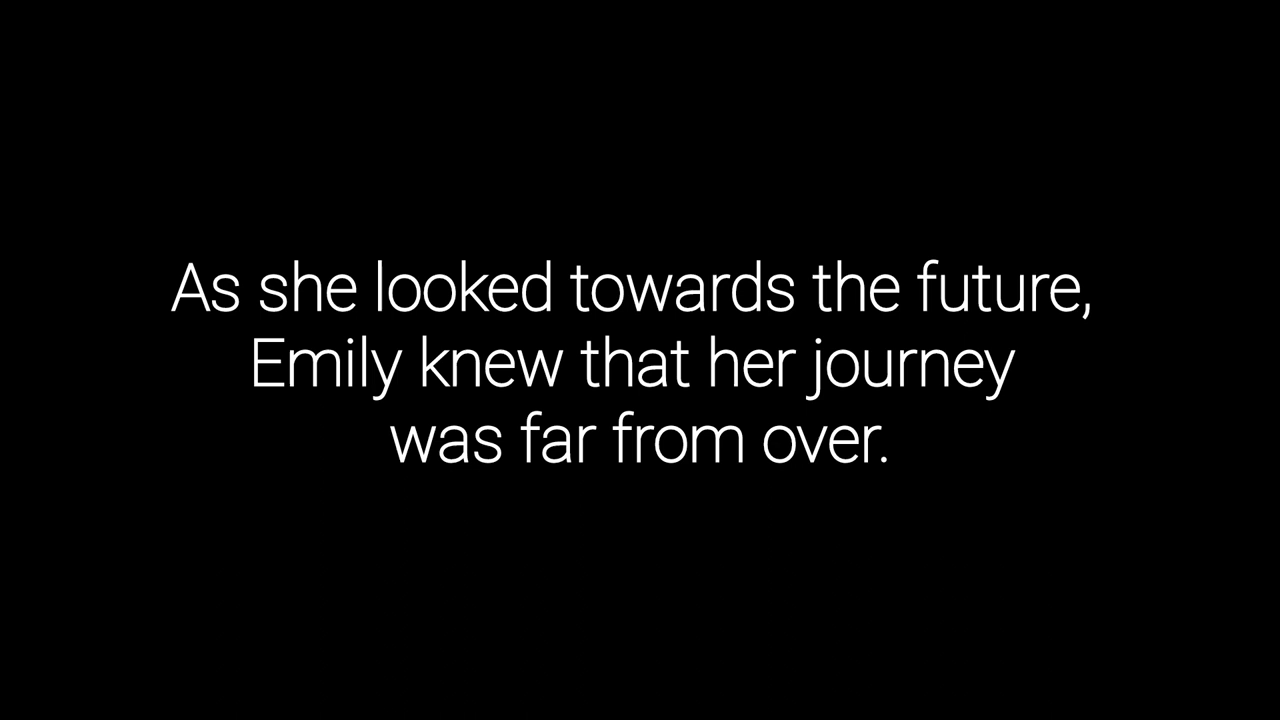 As she looked towards the future,
Emily knew that her journey
was far from over.